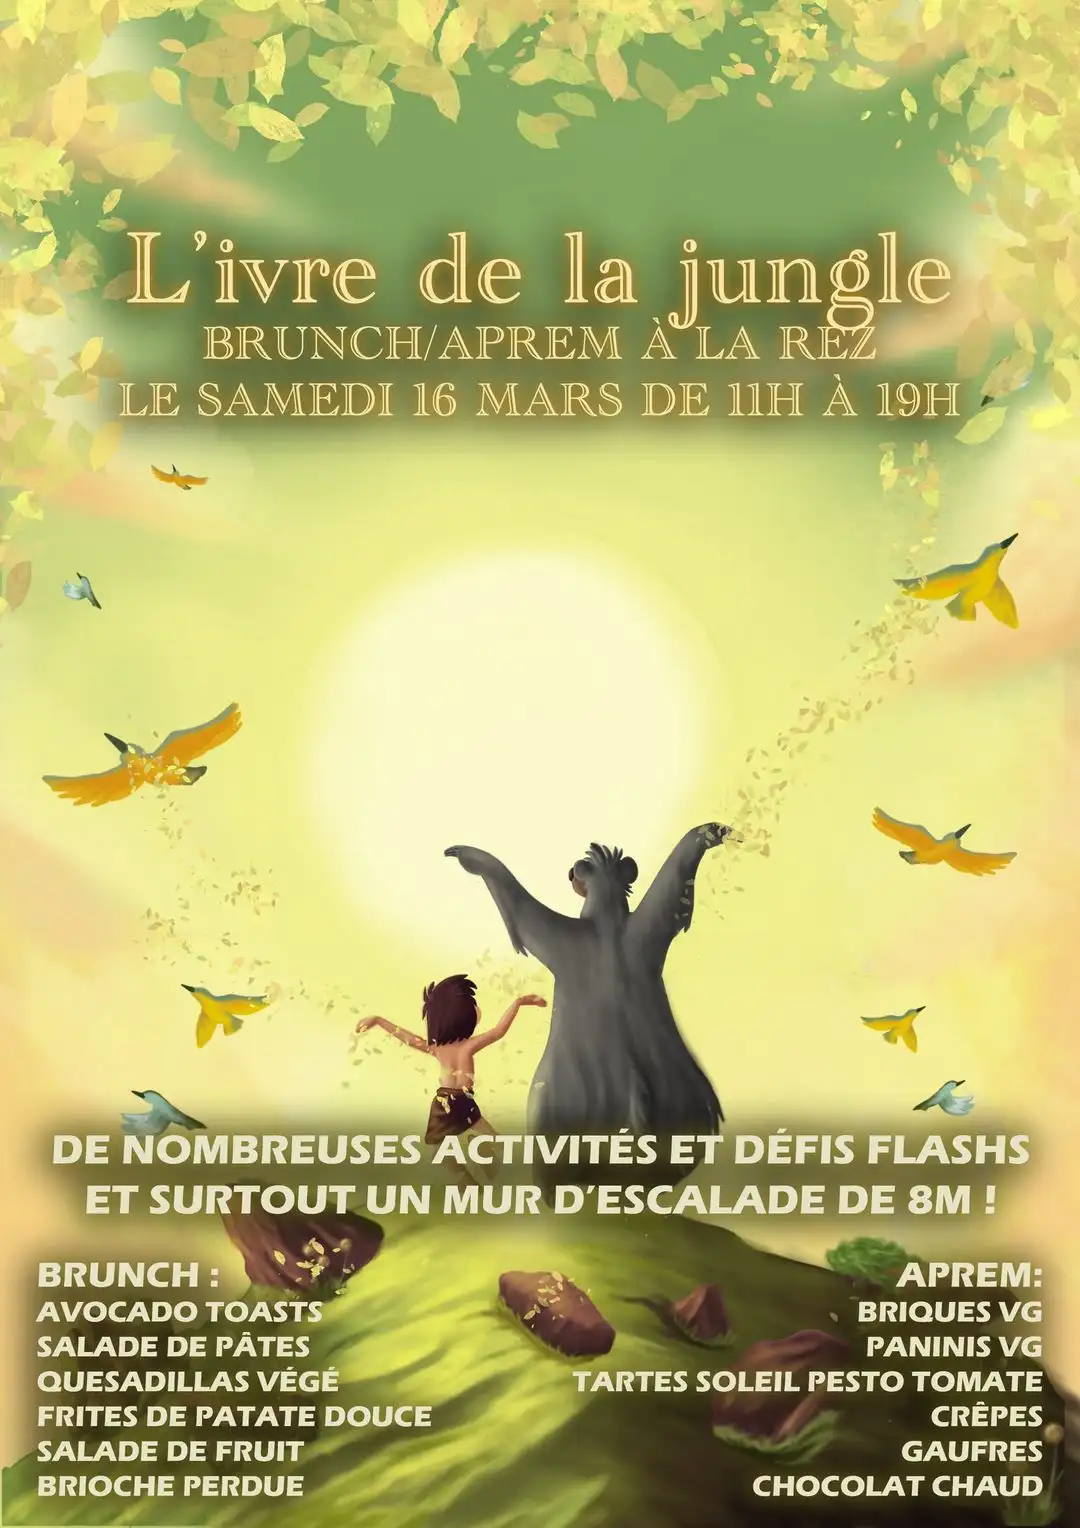 L'ivre de la jungle
BRUNCH/APREM À LA REZ
LE SAMEDI 16 MARS DE 11H À 19H
DE NOMBREUSES ACTIVITÉS ET DÉFIS FLASHS
ET SURTOUT UN MUR D'ESCALADE DE 8M !
BRUNCH :
AVOCADO TOASTS
SALADE DE PÂTES
QUESADILLAS VÉGÉ
FRITES DE PATATE DOUCE
SALADE DE FRUIT
BRIOCHE PERDUE
APREM:
BRIQUES VG
PANINIS VG
TARTES SOLEIL PESTO TOMATE
CRÊPES
GAUFRES
CHOCOLAT CHAUD